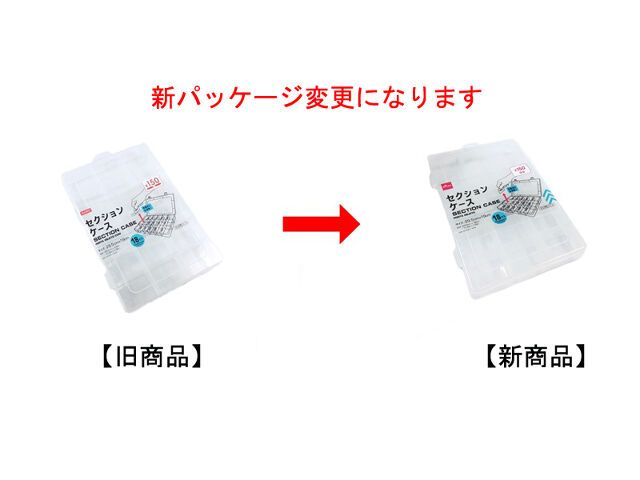 新パッケージ変更になります
¥150
セクション
ケース
SECTION CASE
18
¥150
セクション
ケース
SECTION CASE
18
【旧商品】
【新商品】